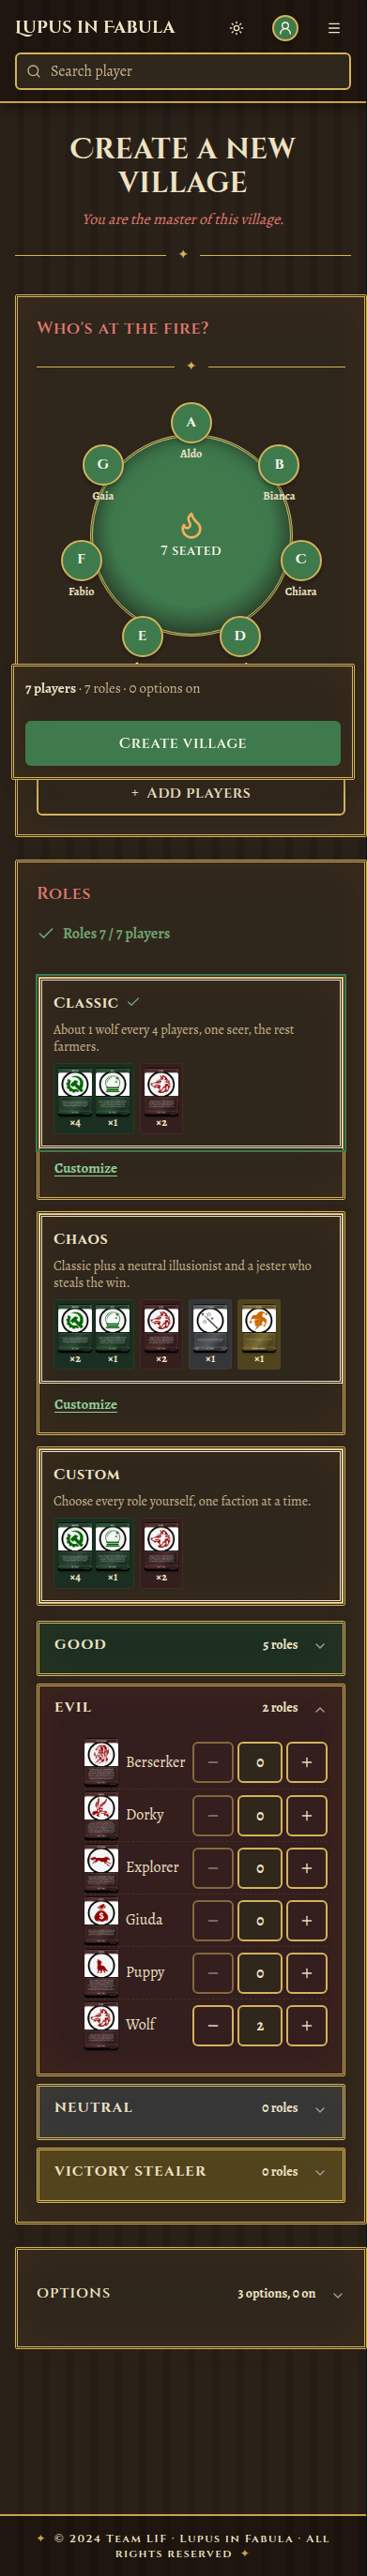 Lupus in Fabula
Search player
Create a new
village
You are the master of this village.
Who's at the fire?
A
Aldo
G
Gaia
B
Bianca
7 seated
F
Fabio
C
Chiara
E
D
7 players · 7 roles · 0 options on
Create village
+ Add players
Roles
Roles 7 / 7 players
Classic
About 1 wolf every 4 players, one seer, the rest
farmers.
×4 ×1 ×2
Customize
Chaos
Classic plus a neutral illusionist and a jester who
steals the win.
×2 ×1 ×2 ×1 ×1
Customize
Custom
Choose every role yourself, one faction at a time.
×4 ×1 ×2
Good 5 roles
Evil 2 roles
Berserker − 0 +
Dorky − 0 +
Explorer − 0 +
Giuda − 0 +
Puppy − 0 +
Wolf − 2 +
Neutral 0 roles
Victory Stealer 0 roles
Options 3 options, 0 on
© 2024 Team LIF · Lupus in Fabula · All
rights reserved